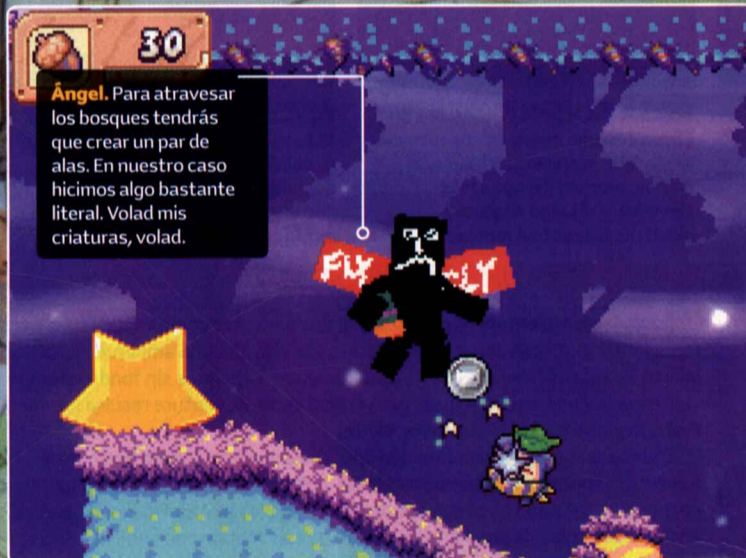 30
Ángel. Para atravesar
los bosques tendrás
que crear un par de
alas. En nuestro caso
hicimos algo bastante
literal. Volad mis
criaturas, volad.
FLY FLY